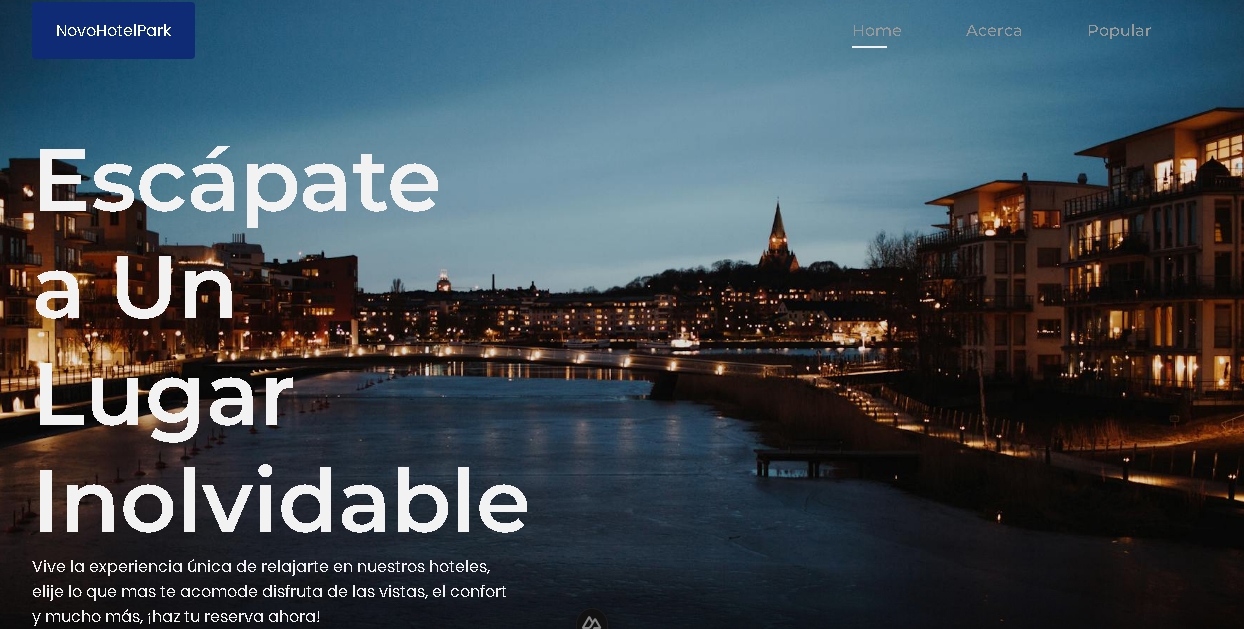 NovoHotelPark
Home
Acerca
Popular
Escápate
a Un
Lugar
Inolvidable
Vive la experiencia única de relajarte en nuestros hoteles,
elije lo que mas te acomode disfruta de las vistas, el confort
y mucho más, ¡haz tu reserva ahora!